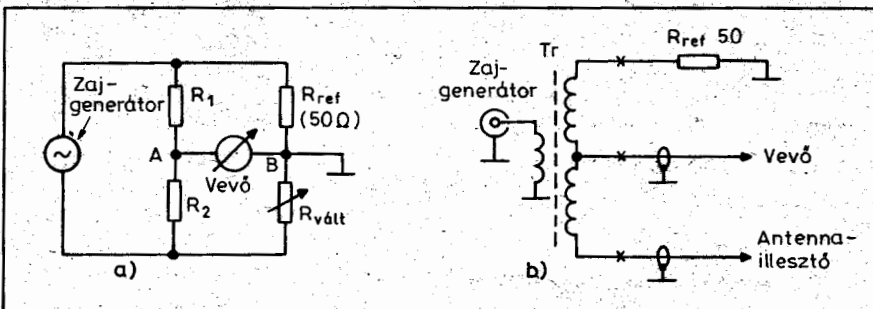 Zaj-
generátor
R1
A
R2
Vevő
Rref
(50Ω)
B
Rvált
a)
Zaj-
generátor
Tr
Rref 50
Vevő
Antenna-
illesztő
b)